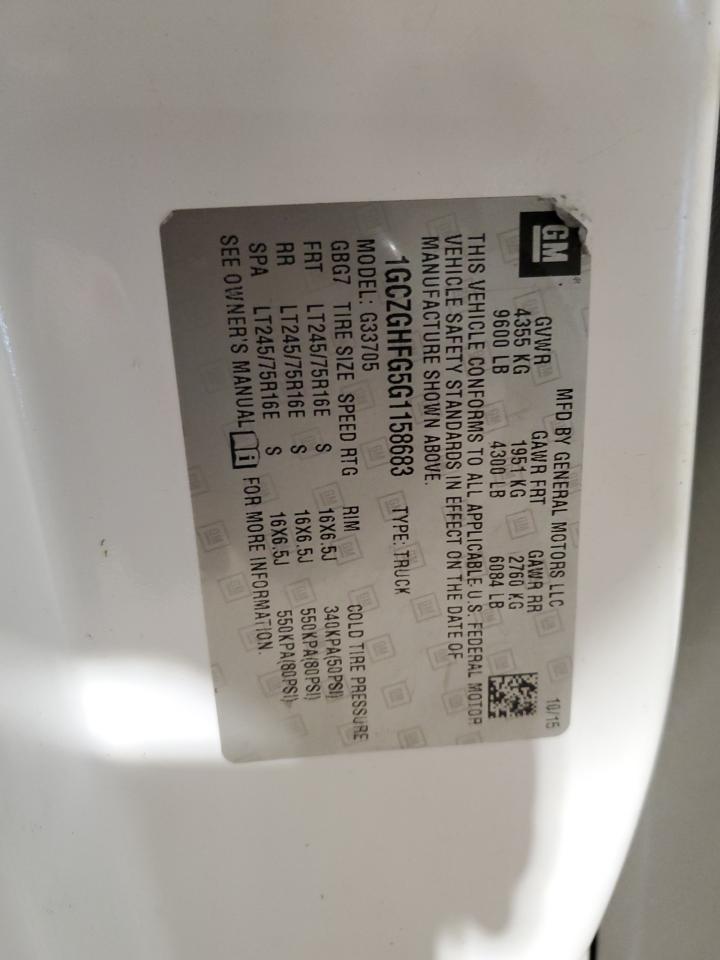 GM
MFD BY GENERAL MOTORS LLC 10/15
GVWR GAWR FRT GAWR RR
4355 KG 1951 KG 2760 KG
9600 LB 4300 LB 6084 LB
THIS VEHICLE CONFORMS TO ALL APPLICABLE U.S. FEDERAL MOTOR
VEHICLE SAFETY STANDARDS IN EFFECT ON THE DATE OF
MANUFACTURE SHOWN ABOVE.
1GCZGHFG5G1158683 TYPE: TRUCK
MODEL: G33705
GBG7 TIRE SIZE SPEED RTG RIM COLD TIRE PRESSURE
FRT LT245/75R16E S 16X6.5J 340KPA(50PSI)
RR LT245/75R16E S 16X6.5J 550KPA(80PSI)
SPA LT245/75R16E S 16X6.5J 550KPA(80PSI)
SEE OWNER'S MANUAL i FOR MORE INFORMATION.